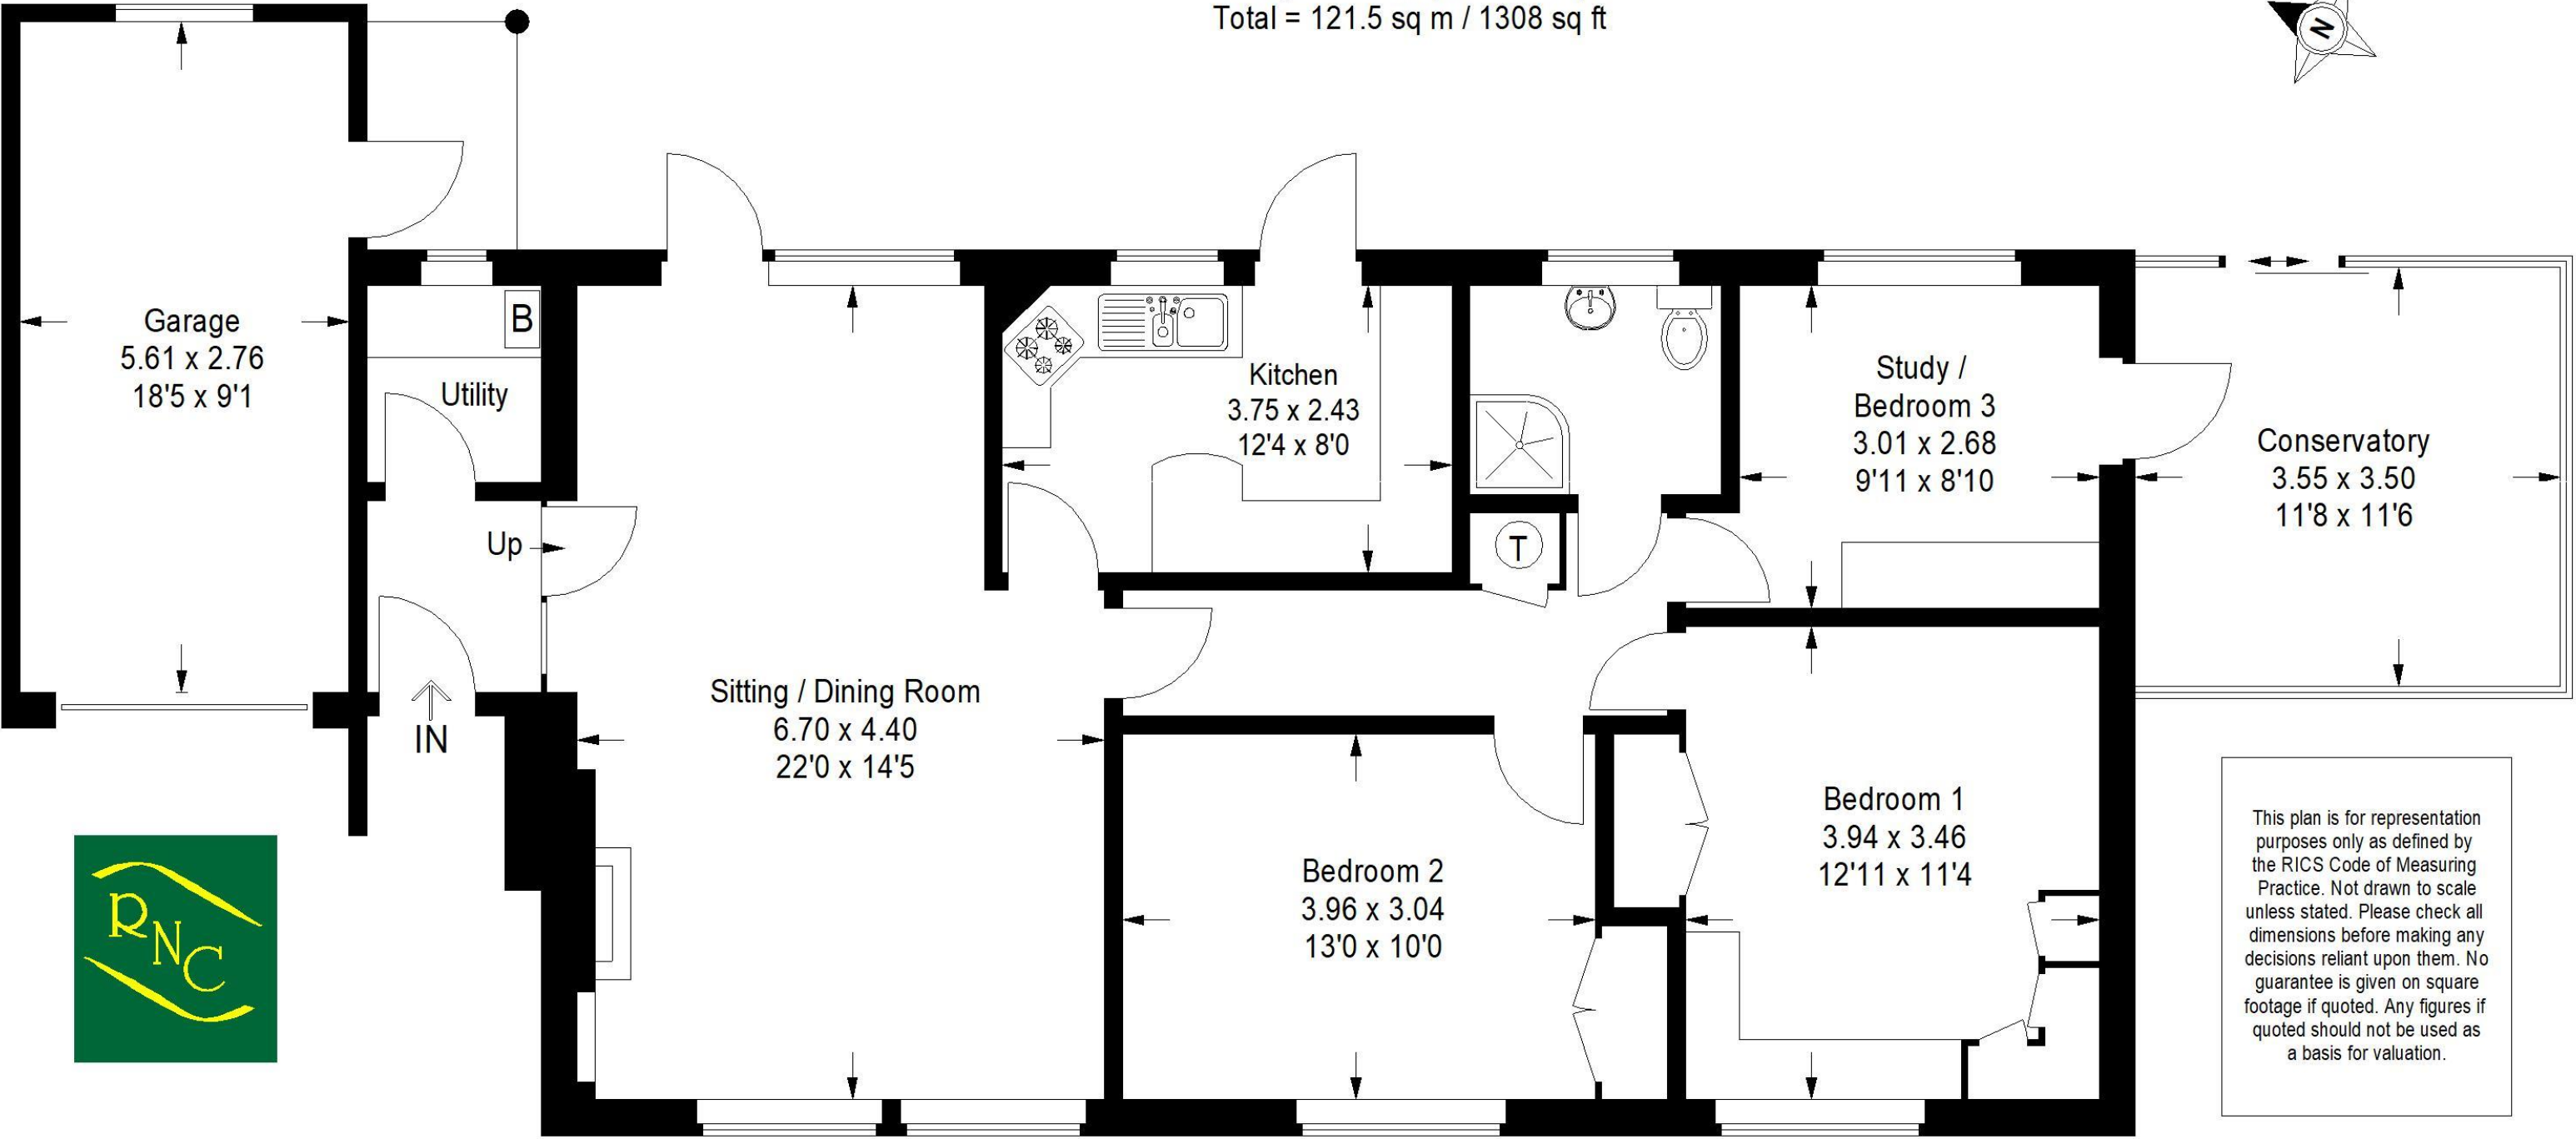 Total = 121.5 sq m / 1308 sq ft
N
Garage
5.61 x 2.76
18'5 x 9'1
B
Utility
Up
IN
Sitting / Dining Room
6.70 x 4.40
22'0 x 14'5
Kitchen
3.75 x 2.43
12'4 x 8'0
T
Study /
Bedroom 3
3.01 x 2.68
9'11 x 8'10
Conservatory
3.55 x 3.50
11'8 x 11'6
Bedroom 2
3.96 x 3.04
13'0 x 10'0
Bedroom 1
3.94 x 3.46
12'11 x 11'4
RNC
This plan is for representation
purposes only as defined by
the RICS Code of Measuring
Practice. Not drawn to scale
unless stated. Please check all
dimensions before making any
decisions reliant upon them. No
guarantee is given on square
footage if quoted. Any figures if
quoted should not be used as
a basis for valuation.